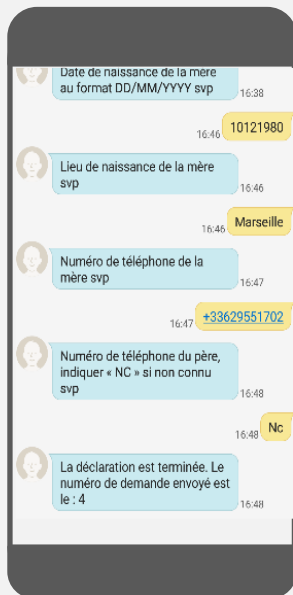 Date de naissance de la mère
au format DD/MM/YYYY svp
16:38
16:46 10121980
Lieu de naissance de la mère
svp
16:46
16:46 Marseille
Numéro de téléphone de la
mère svp
16:47
16:47 +33629551702
Numéro de téléphone du père,
indiquer « NC » si non connu
svp
16:48
16:48 Nc
La déclaration est terminée. Le
numéro de demande envoyé est
le : 4
16:48